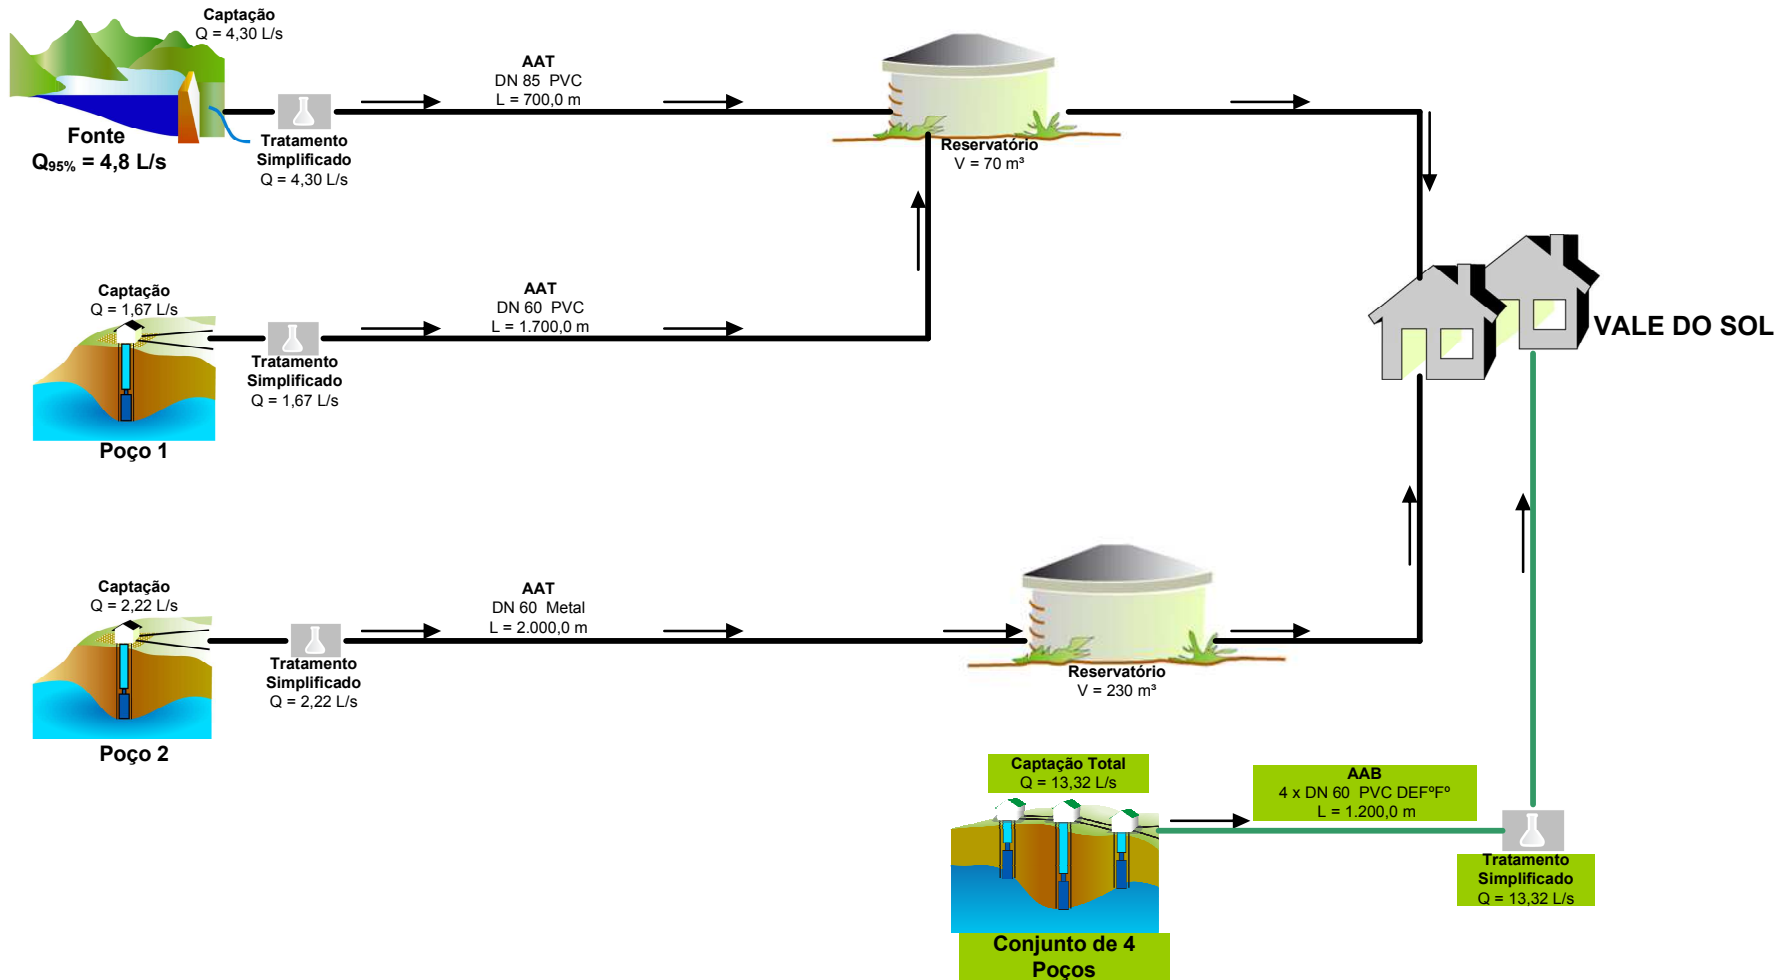 Captação
Q = 4,30 L/s
Fonte
Q95% = 4,8 L/s
Tratamento
Simplificado
Q = 4,30 L/s
AAT
DN 85 PVC
L = 700,0 m
Reservatório
V = 70 m³
Captação
Q = 1,67 L/s
Poço 1
Tratamento
Simplificado
Q = 1,67 L/s
AAT
DN 60 PVC
L = 1.700,0 m
VALE DO SOL
Captação
Q = 2,22 L/s
Poço 2
Tratamento
Simplificado
Q = 2,22 L/s
AAT
DN 60 Metal
L = 2.000,0 m
Reservatório
V = 230 m³
Captação Total
Q = 13,32 L/s
Conjunto de 4
Poços
AAB
4 x DN 60 PVC DEFºFº
L = 1.200,0 m
Tratamento
Simplificado
Q = 13,32 L/s